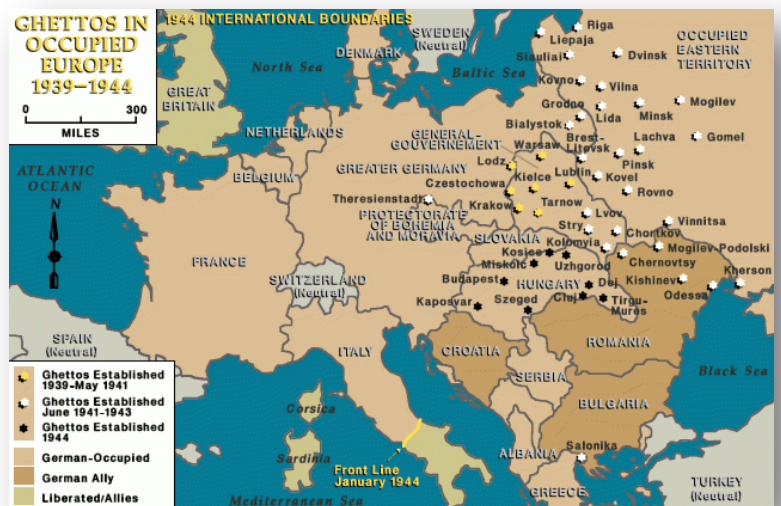 GHETTOS IN
OCCUPIED
EUROPE
1939–1944
0 300
MILES
1944 INTERNATIONAL BOUNDARIES
SWEDEN
(Neutral)
DENMARK
North Sea
Baltic Sea
GREAT
BRITAIN
NETHERLANDS
BELGIUM
ATLANTIC
OCEAN
N
FRANCE
SWITZERLAND
(Neutral)
SPAIN
(Neutral)
ITALY
Corsica
Sardinia
Mediterranean Sea
Front Line
January 1944
Riga
Liepaja
Siauliai
Dvinsk
OCCUPIED
EASTERN
TERRITORY
Kovno
Vilna
Grodno
Lida
Minsk
Mogilev
Bialystok
Brest-
Litovsk
Lachva
Gomel
Pinsk
GENERAL-
GOUVERNEMENT
Warsaw
GREATER GERMANY
Lodz
Kielce
Lublin
Kovel
Czestochowa
Rovno
Theresienstadt
Krakow
Tarnow
Lvov
PROTECTORATE
OF BOHEMIA
AND MORAVIA
Stry
Chortkov
Vinnitsa
SLOVAKIA
Kolomyia
Mogilev-Podolski
Kosice
Chernovtsy
Miskolc
Uzhgorod
Kherson
Budapest
HUNGARY
Dej
Kishinev
Odessa
Kaposvar
Szeged
Cluj
Tirgu-
Mures
CROATIA
ROMANIA
SERBIA
Black Sea
BULGARIA
ALBANIA
Salonika
GREECE
TURKEY
(Neutral)
Ghettos Established
1939-May 1941
Ghettos Established
June 1941-1943
Ghettos Established
1944
German-Occupied
German Ally
Liberated/Allies